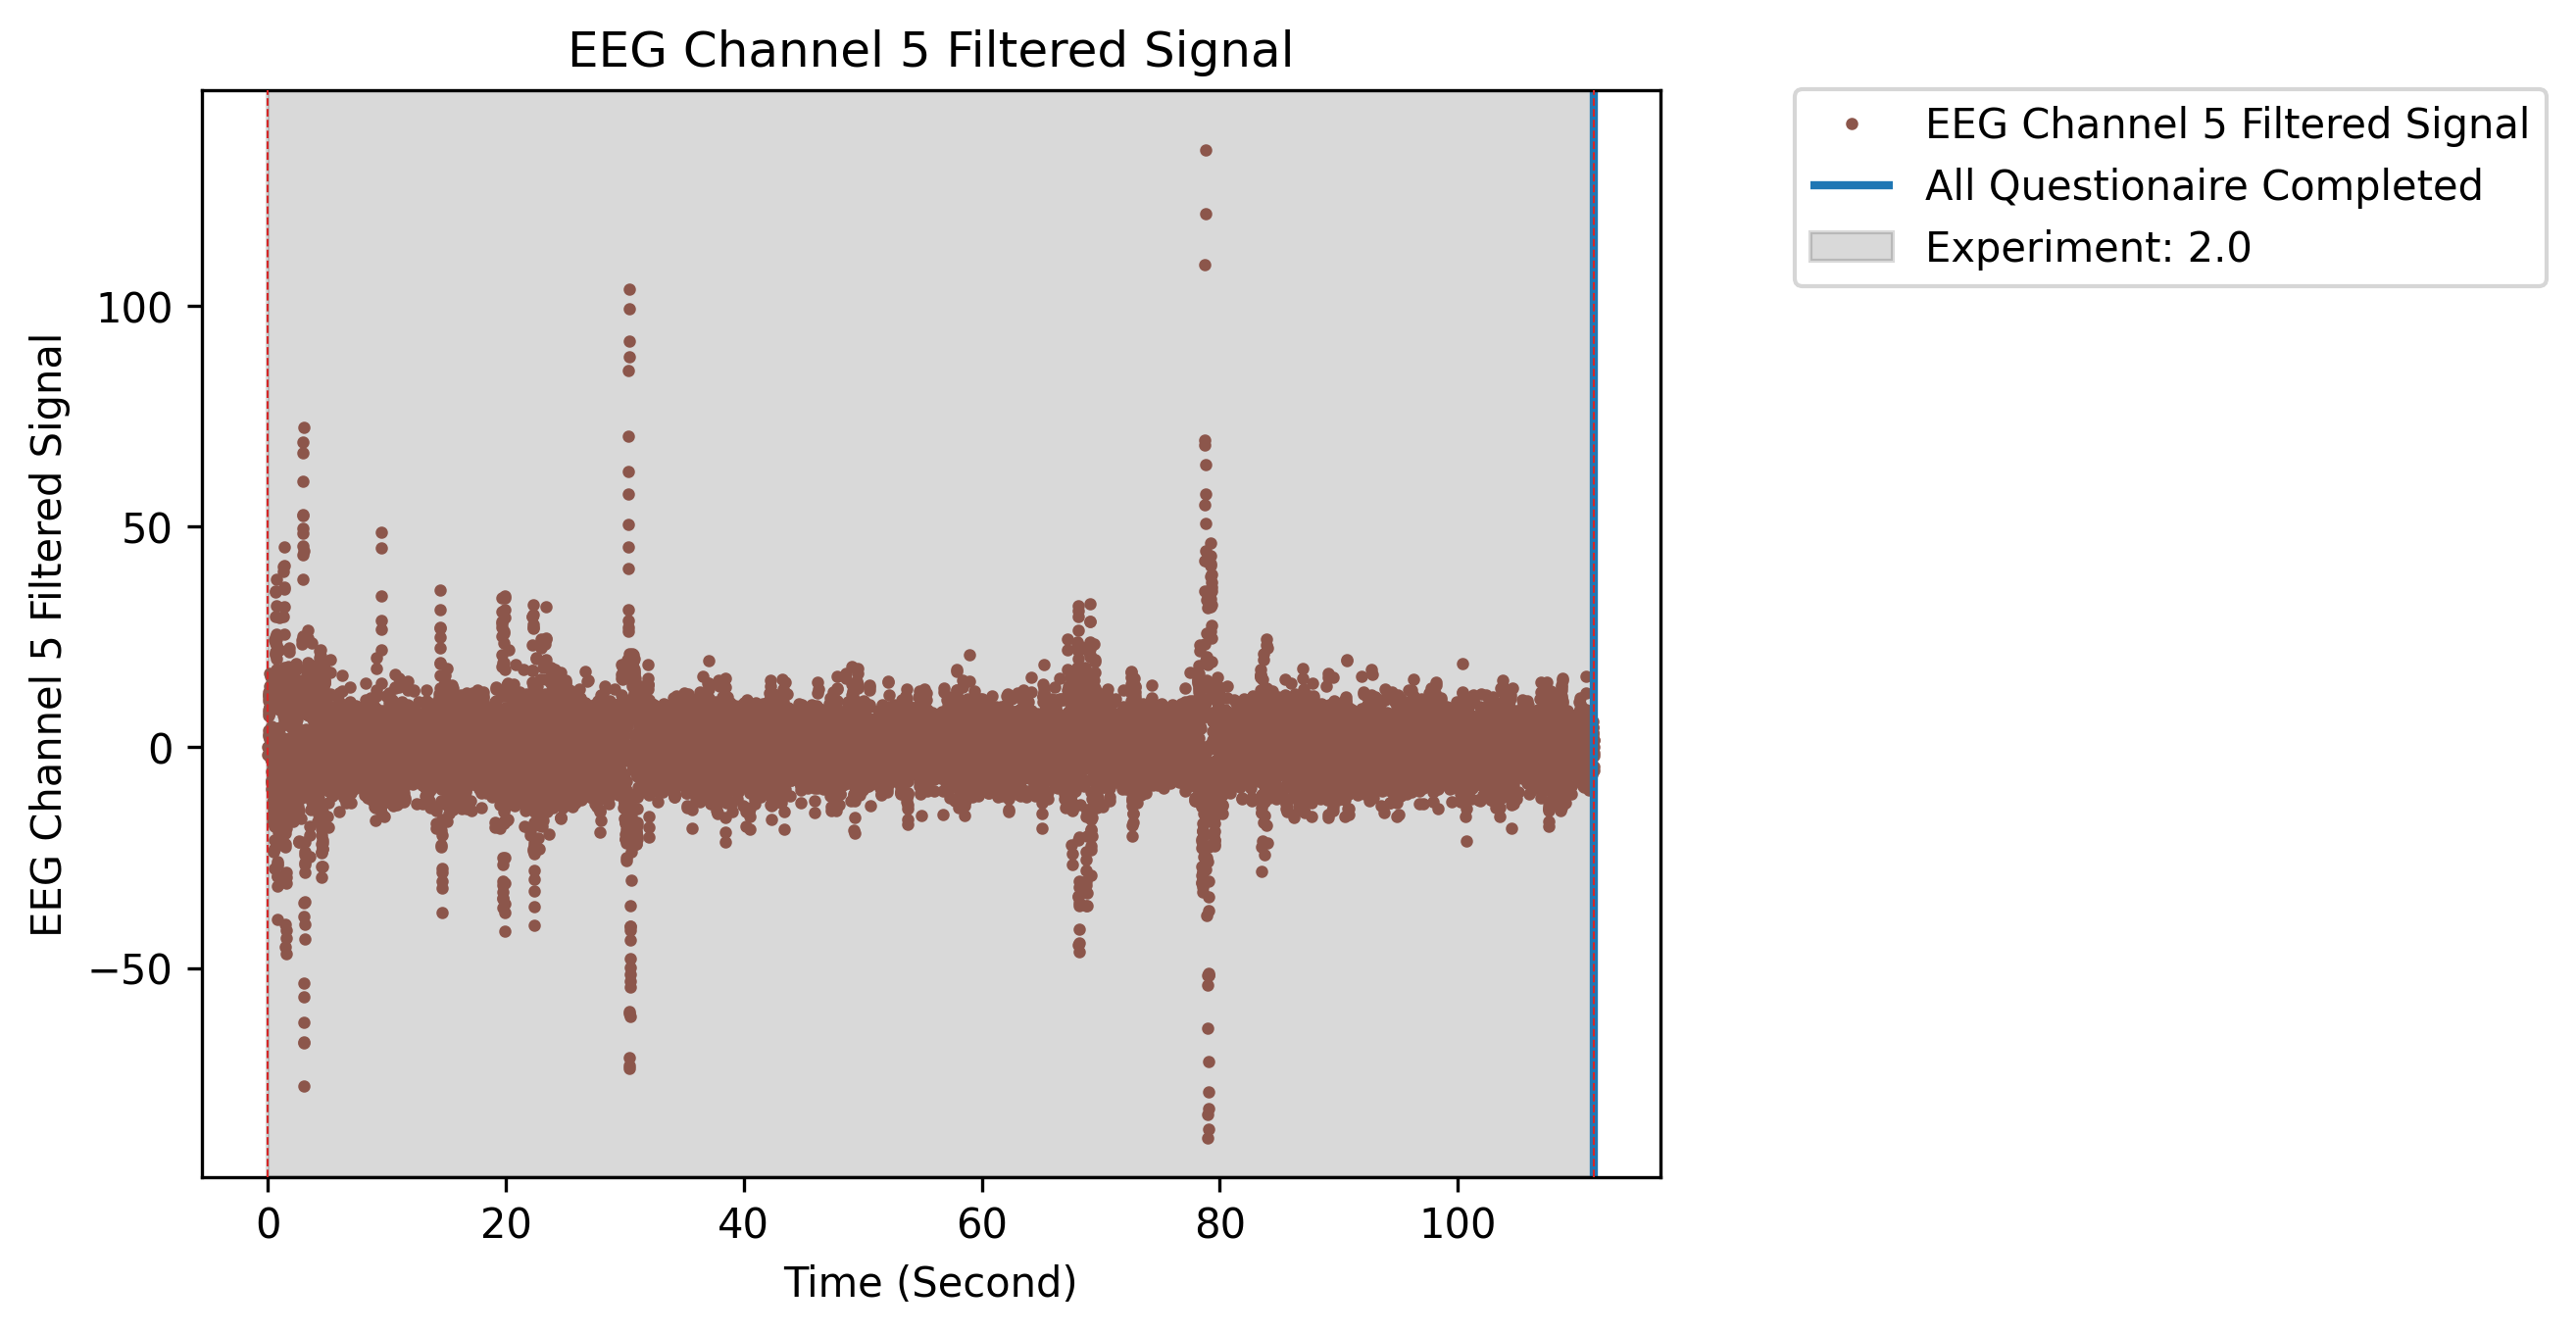 EEG Channel 5 Filtered Signal
EEG Channel 5 Filtered Signal
All Questionaire Completed
Experiment: 2.0
EEG Channel 5 Filtered Signal
100
50
0
−50
0 20 40 60 80 100
Time (Second)